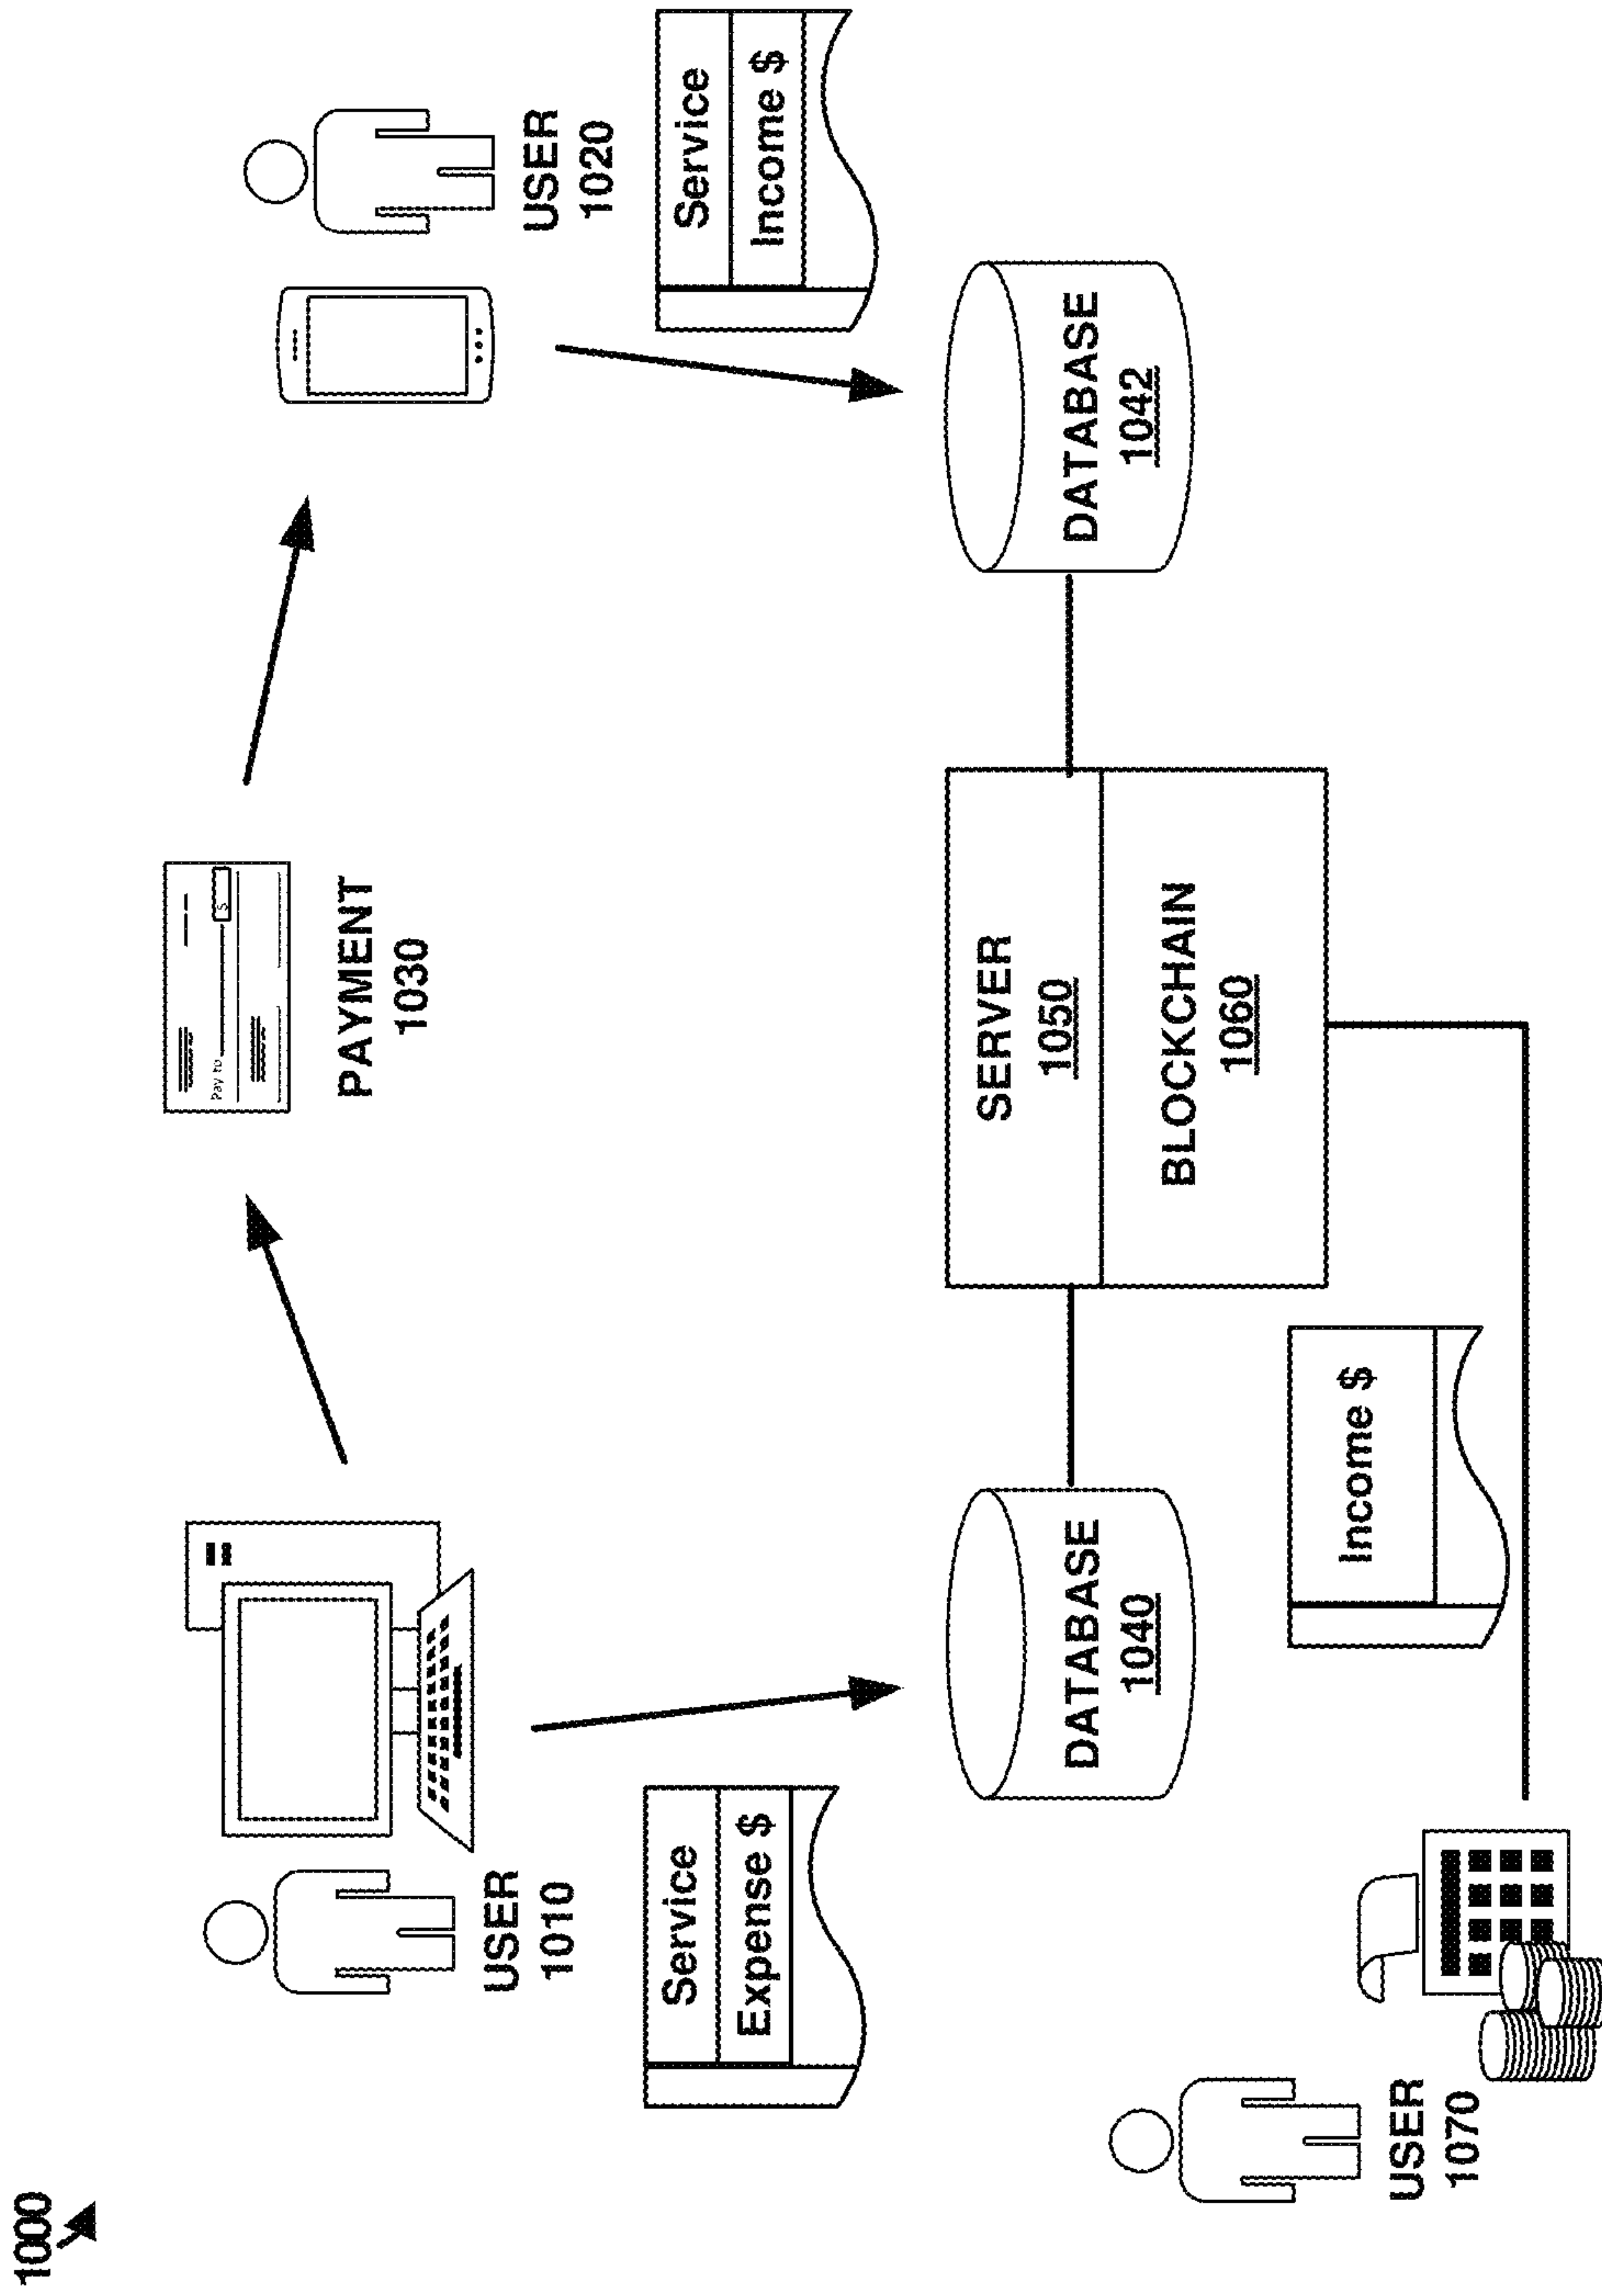 1000
Pay to
$
PAYMENT
1030
USER
1010
USER
1020
Service
Expense $
Service
Income $
DATABASE
1040
SERVER
1050
BLOCKCHAIN
1060
DATABASE
1042
Income $
USER
1070